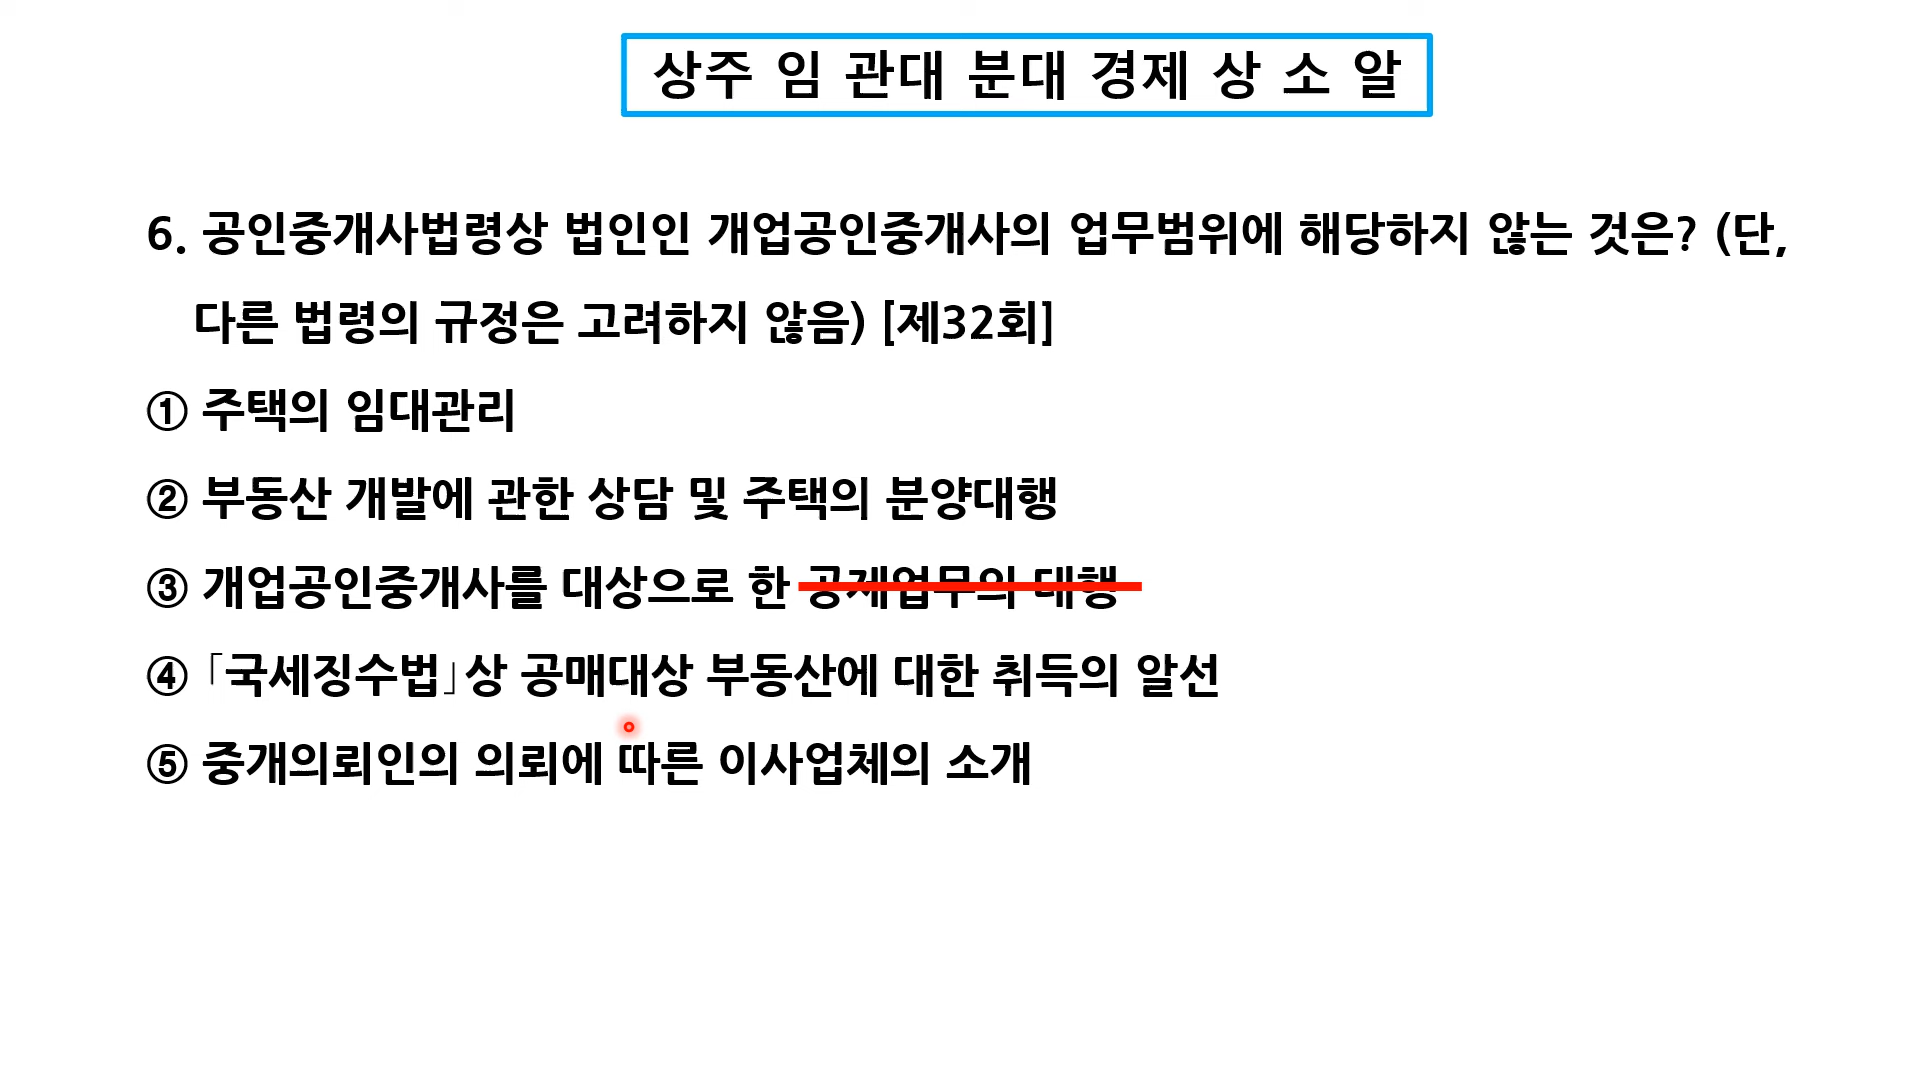 상주 임 관대 분대 경제 상 소 알
6. 공인중개사법령상 법인인 개업공인중개사의 업무범위에 해당하지 않는 것은? (단,
다른 법령의 규정은 고려하지 않음) [제32회]
① 주택의 임대관리
② 부동산 개발에 관한 상담 및 주택의 분양대행
③ 개업공인중개사를 대상으로 한 공제업무의 대행
④ ｢국세징수법｣상 공매대상 부동산에 대한 취득의 알선
⑤ 중개의뢰인의 의뢰에 따른 이사업체의 소개